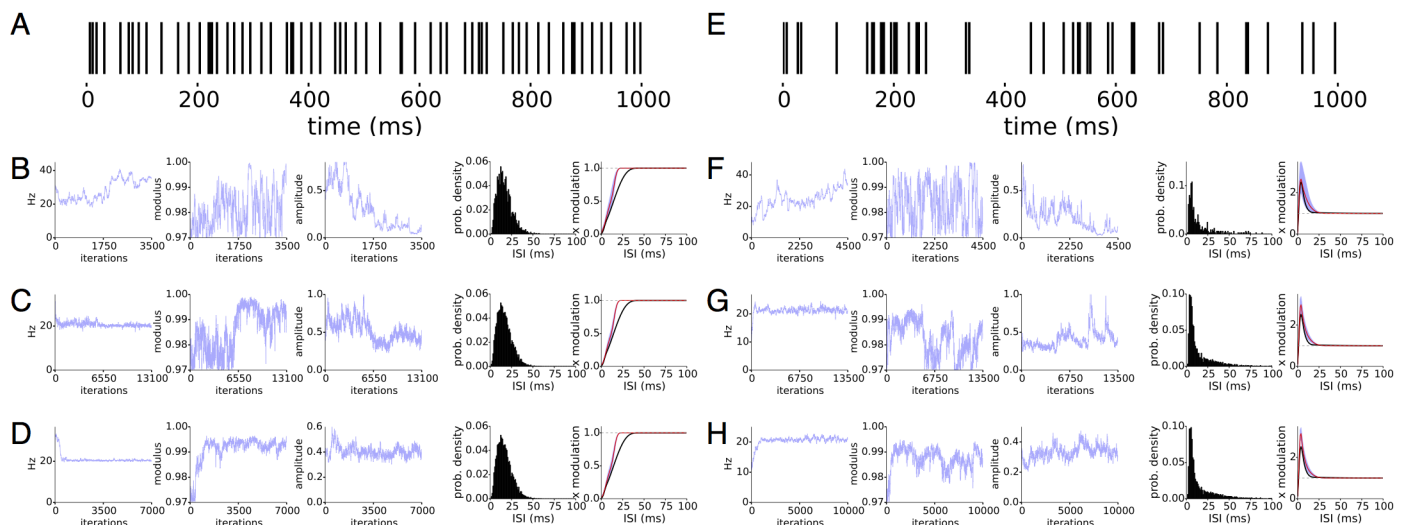 A
0 200 400 600 800 1000
time (ms)
E
0 200 400 600 800 1000
time (ms)
B
Hz
40
20
0
0 1750 3500
iterations
modulus
1.00
0.99
0.98
0.97
0 1750 3500
iterations
amplitude
0.5
0.0
0 1750 3500
iterations
prob. density
0.06
0.04
0.02
0.00
0 25 50 75 100
ISI (ms)
x modulation
1.0
0.5
0.0
0 25 50 75 100
ISI (ms)
F
Hz
40
20
0
0 2250 4500
iterations
modulus
1.00
0.99
0.98
0.97
0 2250 4500
iterations
amplitude
0.5
0.0
0 2250 4500
iterations
prob. density
0.1
0.0
0 25 50 75 100
ISI (ms)
x modulation
2
0
0 25 50 75 100
ISI (ms)
C
Hz
20
0
0 6550 13100
iterations
modulus
1.00
0.99
0.98
0.97
0 6550 13100
iterations
amplitude
1.0
0.5
0.0
0 6550 13100
iterations
prob. density
0.06
0.04
0.02
0.00
0 25 50 75 100
ISI (ms)
x modulation
1.0
0.5
0.0
0 25 50 75 100
ISI (ms)
G
Hz
20
10
0
0 6750 13500
iterations
modulus
1.00
0.99
0.98
0.97
0 6750 13500
iterations
amplitude
1.0
0.5
0.0
0 6750 13500
iterations
prob. density
0.10
0.05
0.00
0 25 50 75 100
ISI (ms)
x modulation
2
0
0 25 50 75 100
ISI (ms)
D
Hz
20
0
0 3500 7000
iterations
modulus
1.00
0.99
0.98
0.97
0 3500 7000
iterations
amplitude
0.6
0.4
0.2
0.0
0 3500 7000
iterations
prob. density
0.06
0.04
0.02
0.00
0 25 50 75 100
ISI (ms)
x modulation
1.0
0.5
0.0
0 25 50 75 100
ISI (ms)
H
Hz
20
10
0
0 5000 10000
iterations
modulus
1.00
0.99
0.98
0.97
0 5000 10000
iterations
amplitude
0.4
0.2
0.0
0 5000 10000
iterations
prob. density
0.10
0.05
0.00
0 25 50 75 100
ISI (ms)
x modulation
2
0
0 25 50 75 100
ISI (ms)